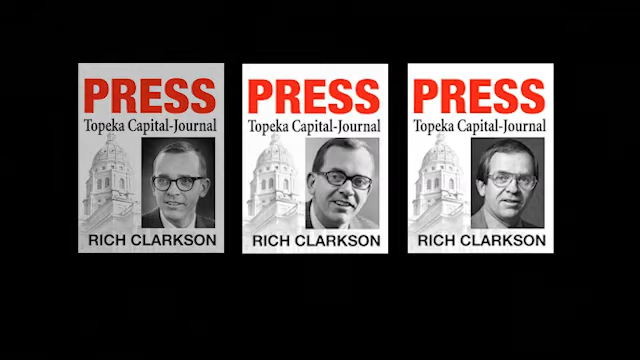 PRESS
Topeka Capital-Journal
RICH CLARKSON
PRESS
Topeka Capital-Journal
RICH CLARKSON
PRESS
Topeka Capital-Journal
RICH CLARKSON